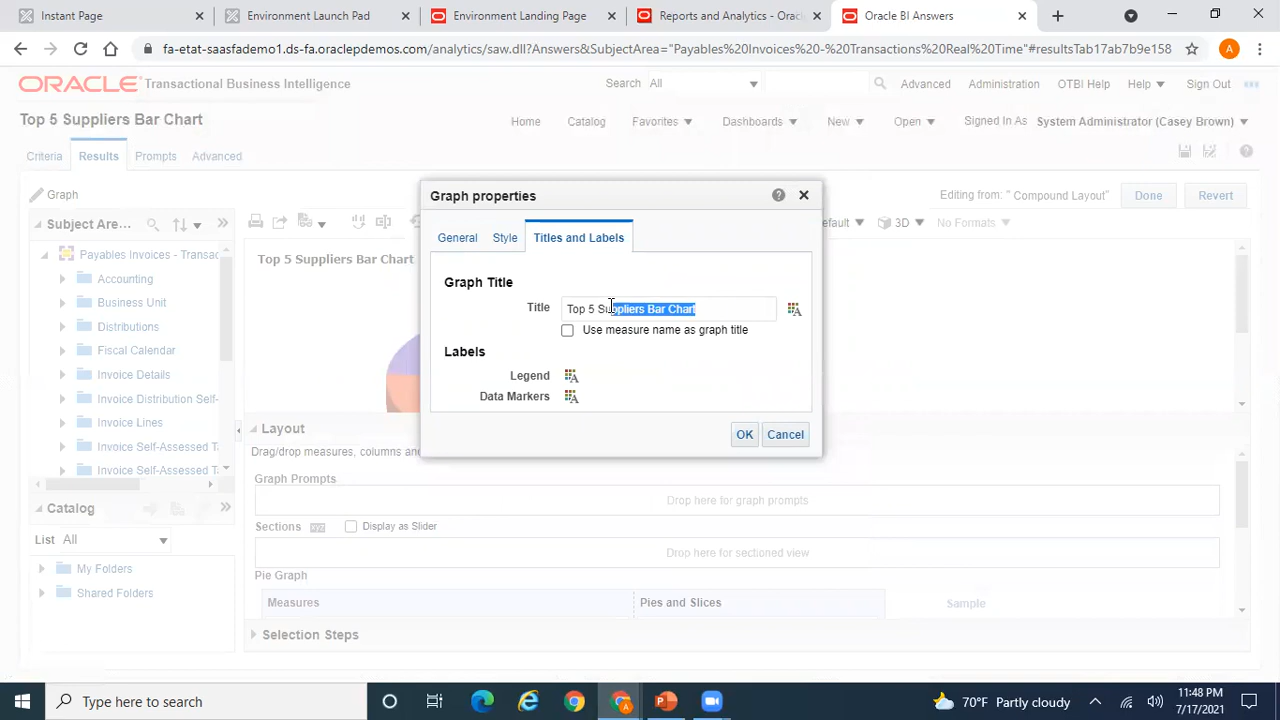 Instant Page
Environment Launch Pad
Environment Landing Page
Reports and Analytics - Oracl
Oracle BI Answers
fa-etat-saasfademo1.ds-fa.oraclepdemos.com/analytics/saw.dll?Answers&SubjectArea="Payables%20Invoices%20-%20Transactions%20Real%20Time"#resultsTab17ab7b9e158
A
ORACLE Transactional Business Intelligence
Search All
Advanced Administration OTBI Help Help Sign Out
Top 5 Suppliers Bar Chart
Home Catalog Favorites Dashboards New Open Signed In As System Administrator (Casey Brown)
Criteria Results Prompts Advanced
Graph
Editing from: "Compound Layout" Done Revert
Subject Are...
3D No Formats
Payables Invoices - Transac
Accounting
Business Unit
Distributions
Fiscal Calendar
Invoice Details
Invoice Distribution Self-
Invoice Lines
Invoice Self-Assessed T
Invoice Self-Assessed T
Catalog
List All
My Folders
Shared Folders
Top 5 Suppliers Bar Chart
Graph properties
General Style Titles and Labels
Graph Title
Title Top 5 Suppliers Bar Chart
Use measure name as graph title
Labels
Legend
Data Markers
OK Cancel
Layout
Drag/drop measures, columns an
Graph Prompts
Drop here for graph prompts
Sections xyz Display as Slider
Drop here for sectioned view
Pie Graph
Measures Pies and Slices Sample
Selection Steps
Type here to search
70°F Partly cloudy
11:48 PM
7/17/2021